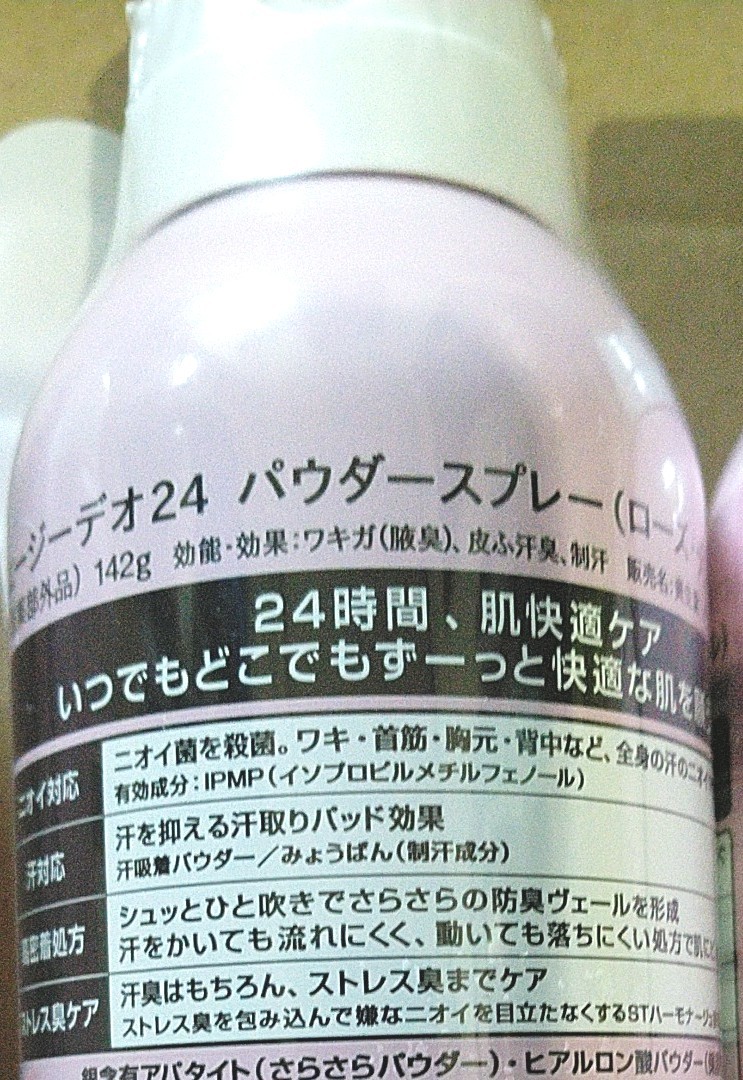 ージーデオ24 パウダースプレー(ローズ
薬部外品) 142g 効能・効果:ワキガ(腋臭)、皮ふ汗臭、制汗 販売名:
24時間、肌快適ケア
いつでもどこでもずーっと快適な肌を
ニオイ対応
ニオイ菌を殺菌。ワキ・首筋・胸元・背中など、全身の汗のニオイ
有効成分:IPMP(イソプロピルメチルフェノール)
汗対応
汗を抑える汗取りパッド効果
汗吸着パウダー/みょうばん(制汗成分)
密着処方
シュッとひと吹きでさらさらの防臭ヴェールを形成
汗をかいても流れにくく、動いても落ちにくい処方で肌に
ストレス臭ケア
汗臭はもちろん、ストレス臭までケア
ストレス臭を包み込んで嫌なニオイを目立たなくするSTハーモナージュ
銀含有アパタイト(さらさらパウダー)・ヒアルロン酸パウダー(